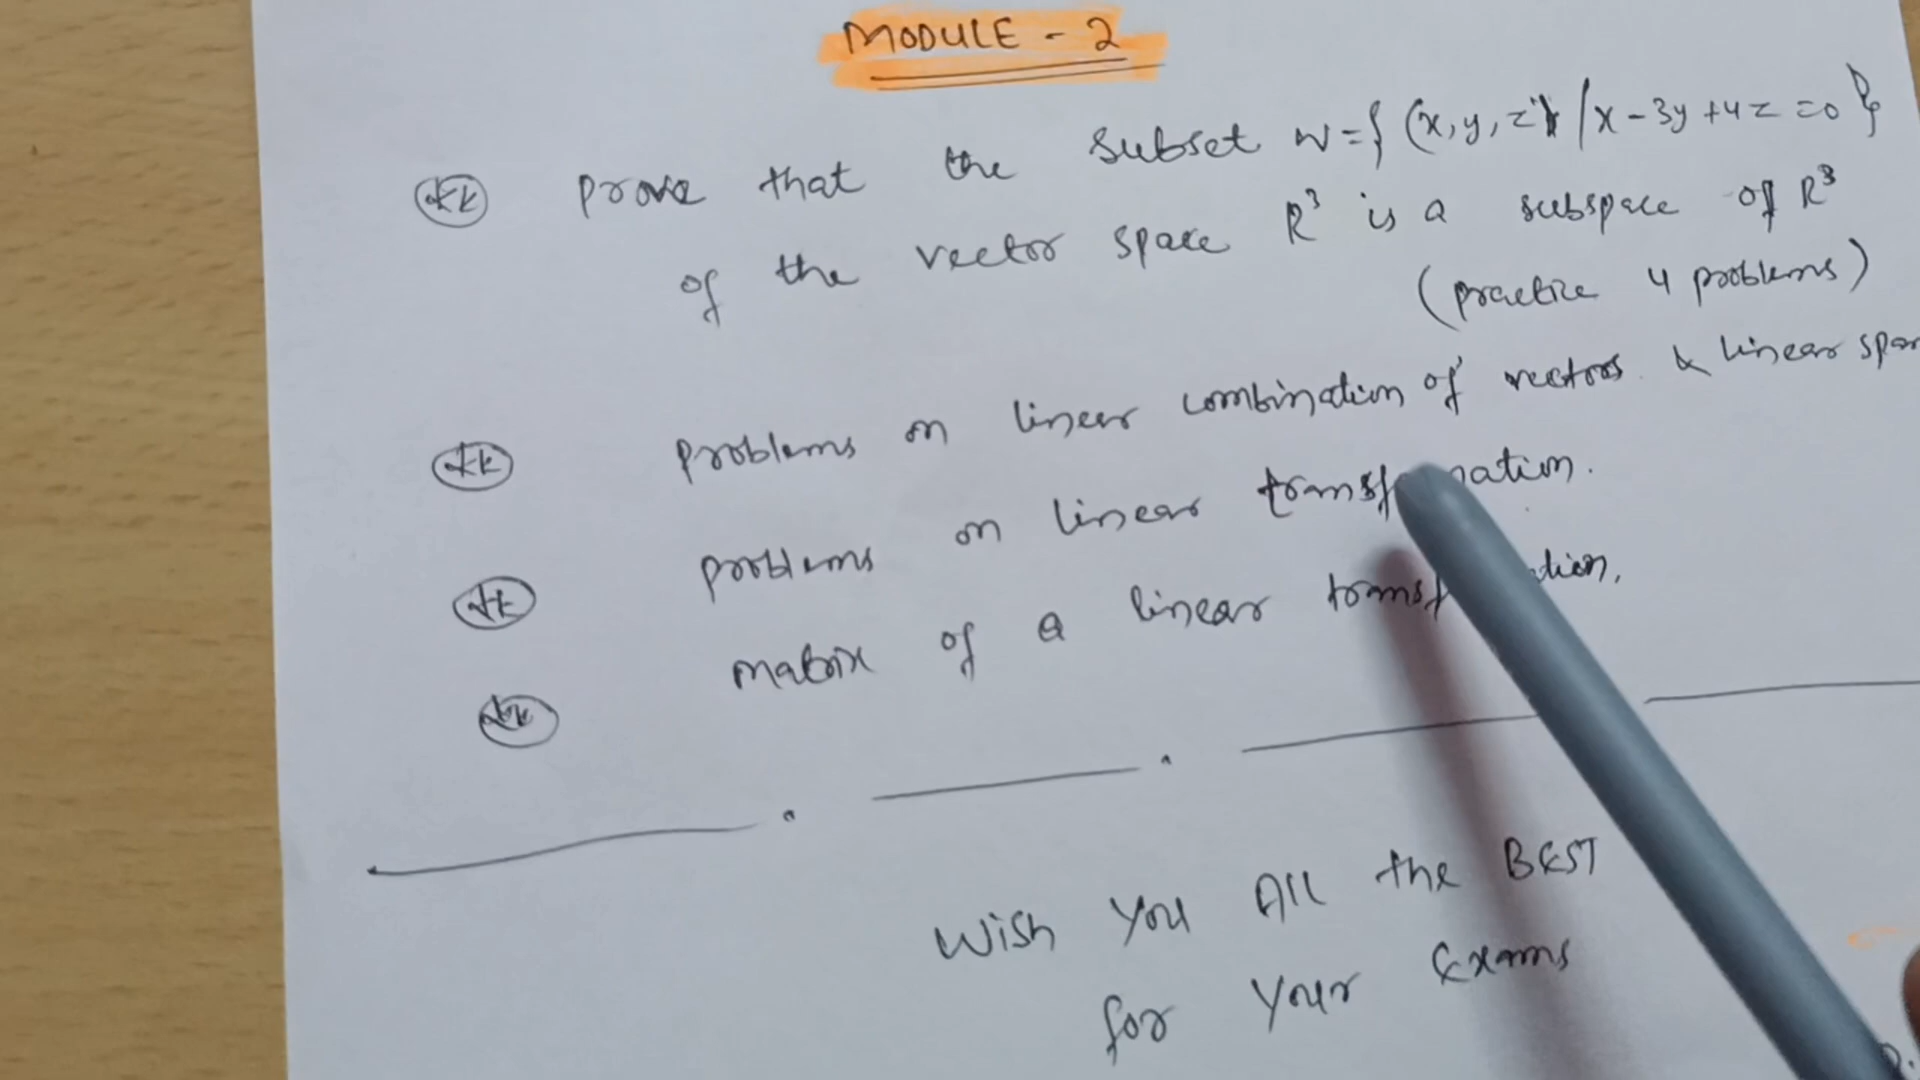 MODULE - 2
prove that the subset W = { (x, y, z) / x - 3y + 4z = 0 }
of the vector space R³ is a subspace of R³
(practice 4 problems)
problems on linear combination of vectors & linear span
problems on linear transformation.
matrix of a linear transformation.
Wish You All the BEST
for Your Exams